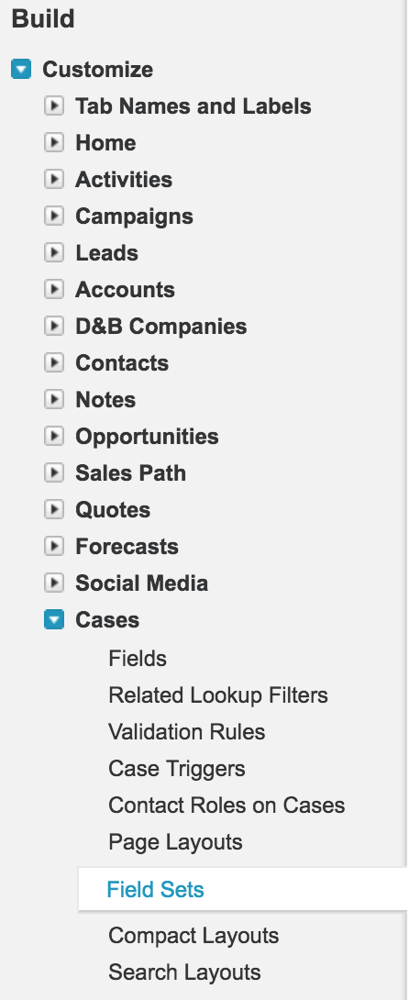 Build
Customize
Tab Names and Labels
Home
Activities
Campaigns
Leads
Accounts
D&B Companies
Contacts
Notes
Opportunities
Sales Path
Quotes
Forecasts
Social Media
Cases
Fields
Related Lookup Filters
Validation Rules
Case Triggers
Contact Roles on Cases
Page Layouts
Field Sets
Compact Layouts
Search Layouts